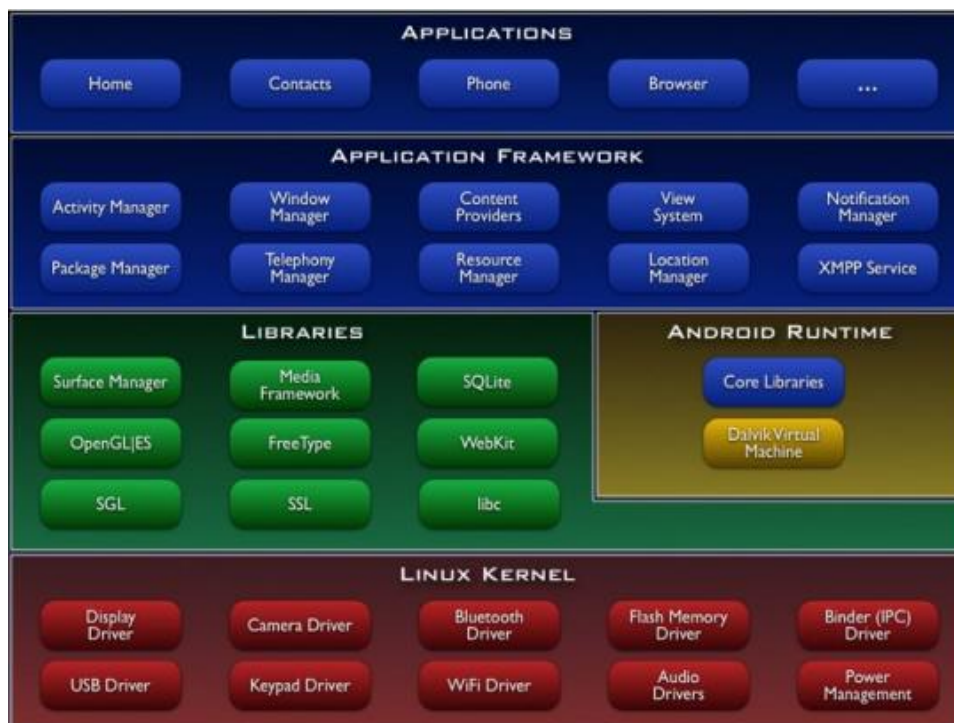 APPLICATIONS
Home
Contacts
Phone
Browser
...
APPLICATION FRAMEWORK
Activity Manager
Window
Manager
Content
Providers
View
System
Notification
Manager
Package Manager
Telephony
Manager
Resource
Manager
Location
Manager
XMPP Service
LIBRARIES
Surface Manager
Media
Framework
SQLite
OpenGL|ES
FreeType
WebKit
SGL
SSL
libc
ANDROID RUNTIME
Core Libraries
Dalvik Virtual
Machine
LINUX KERNEL
Display
Driver
Camera Driver
Bluetooth
Driver
Flash Memory
Driver
Binder (IPC)
Driver
USB Driver
Keypad Driver
WiFi Driver
Audio
Drivers
Power
Management